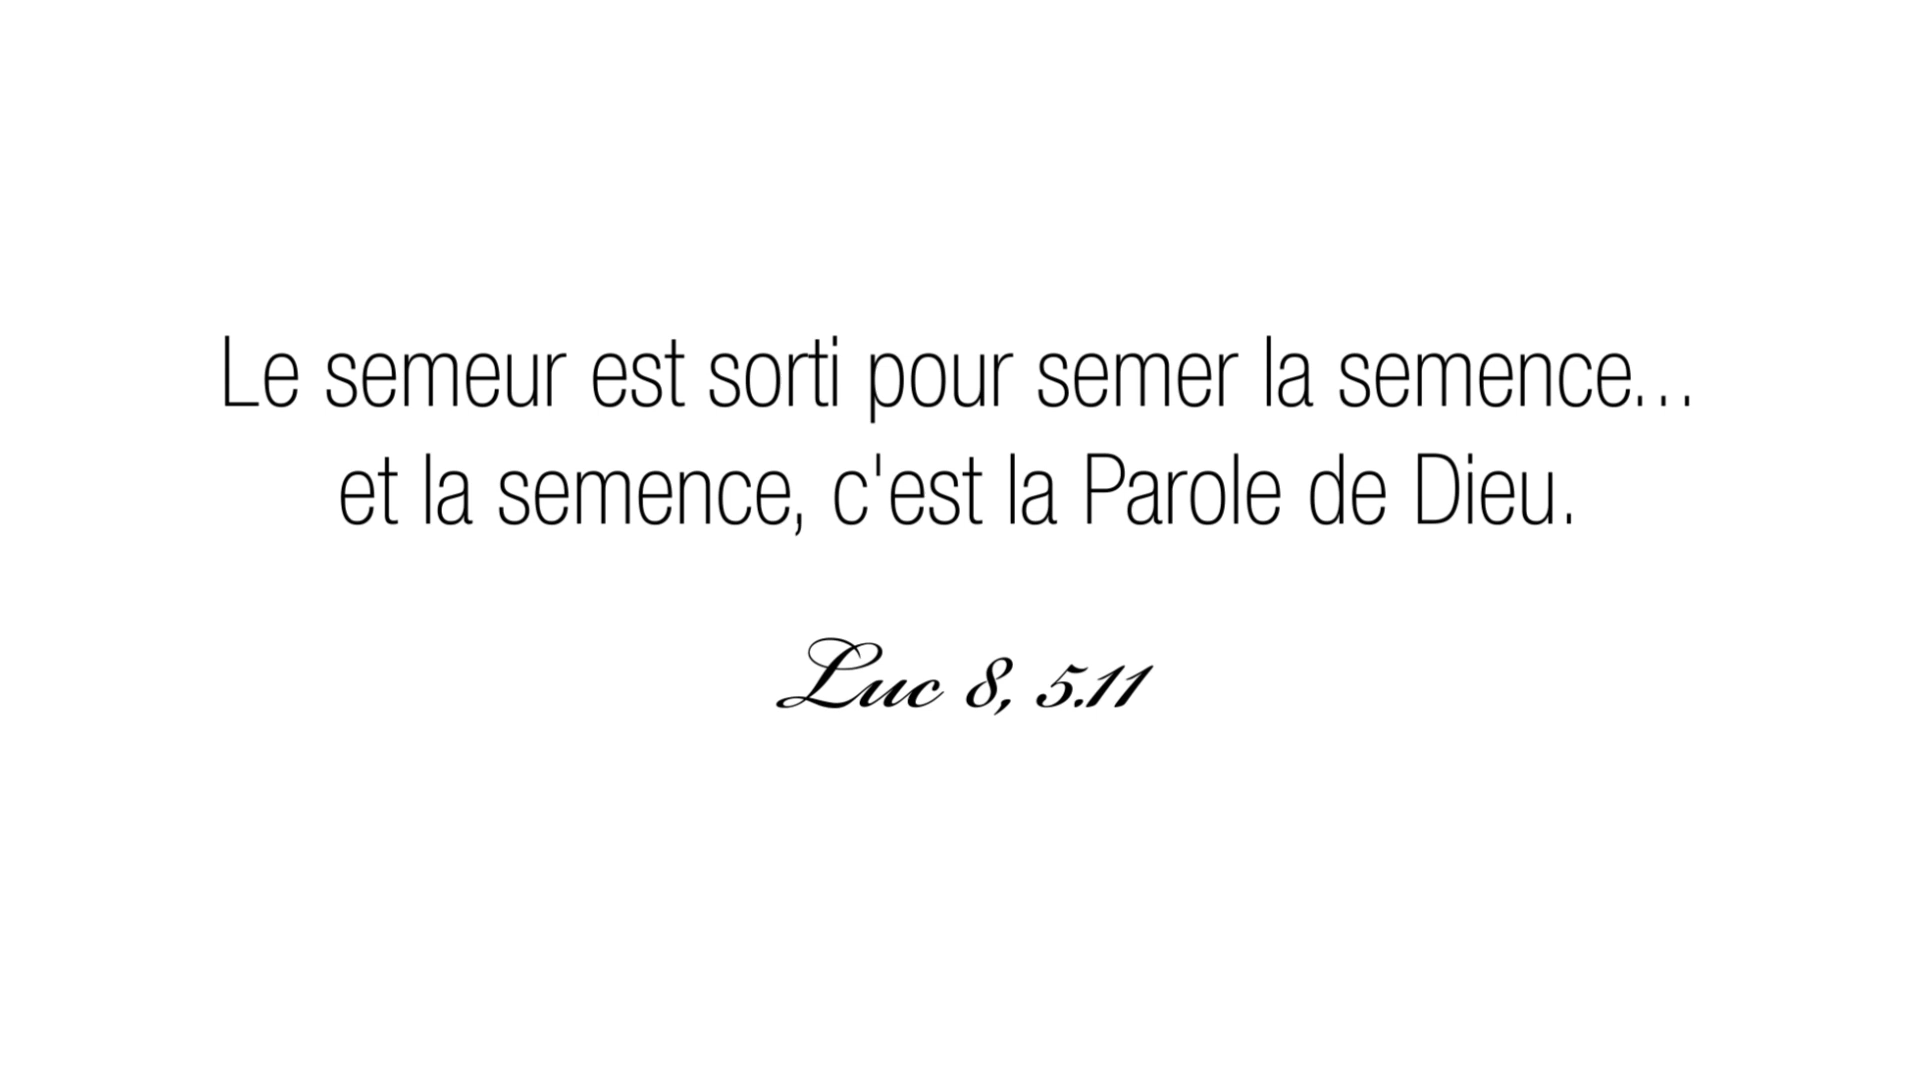 Le semeur est sorti pour semer la semence...
et la semence, c'est la Parole de Dieu.
Luc 8, 5.11